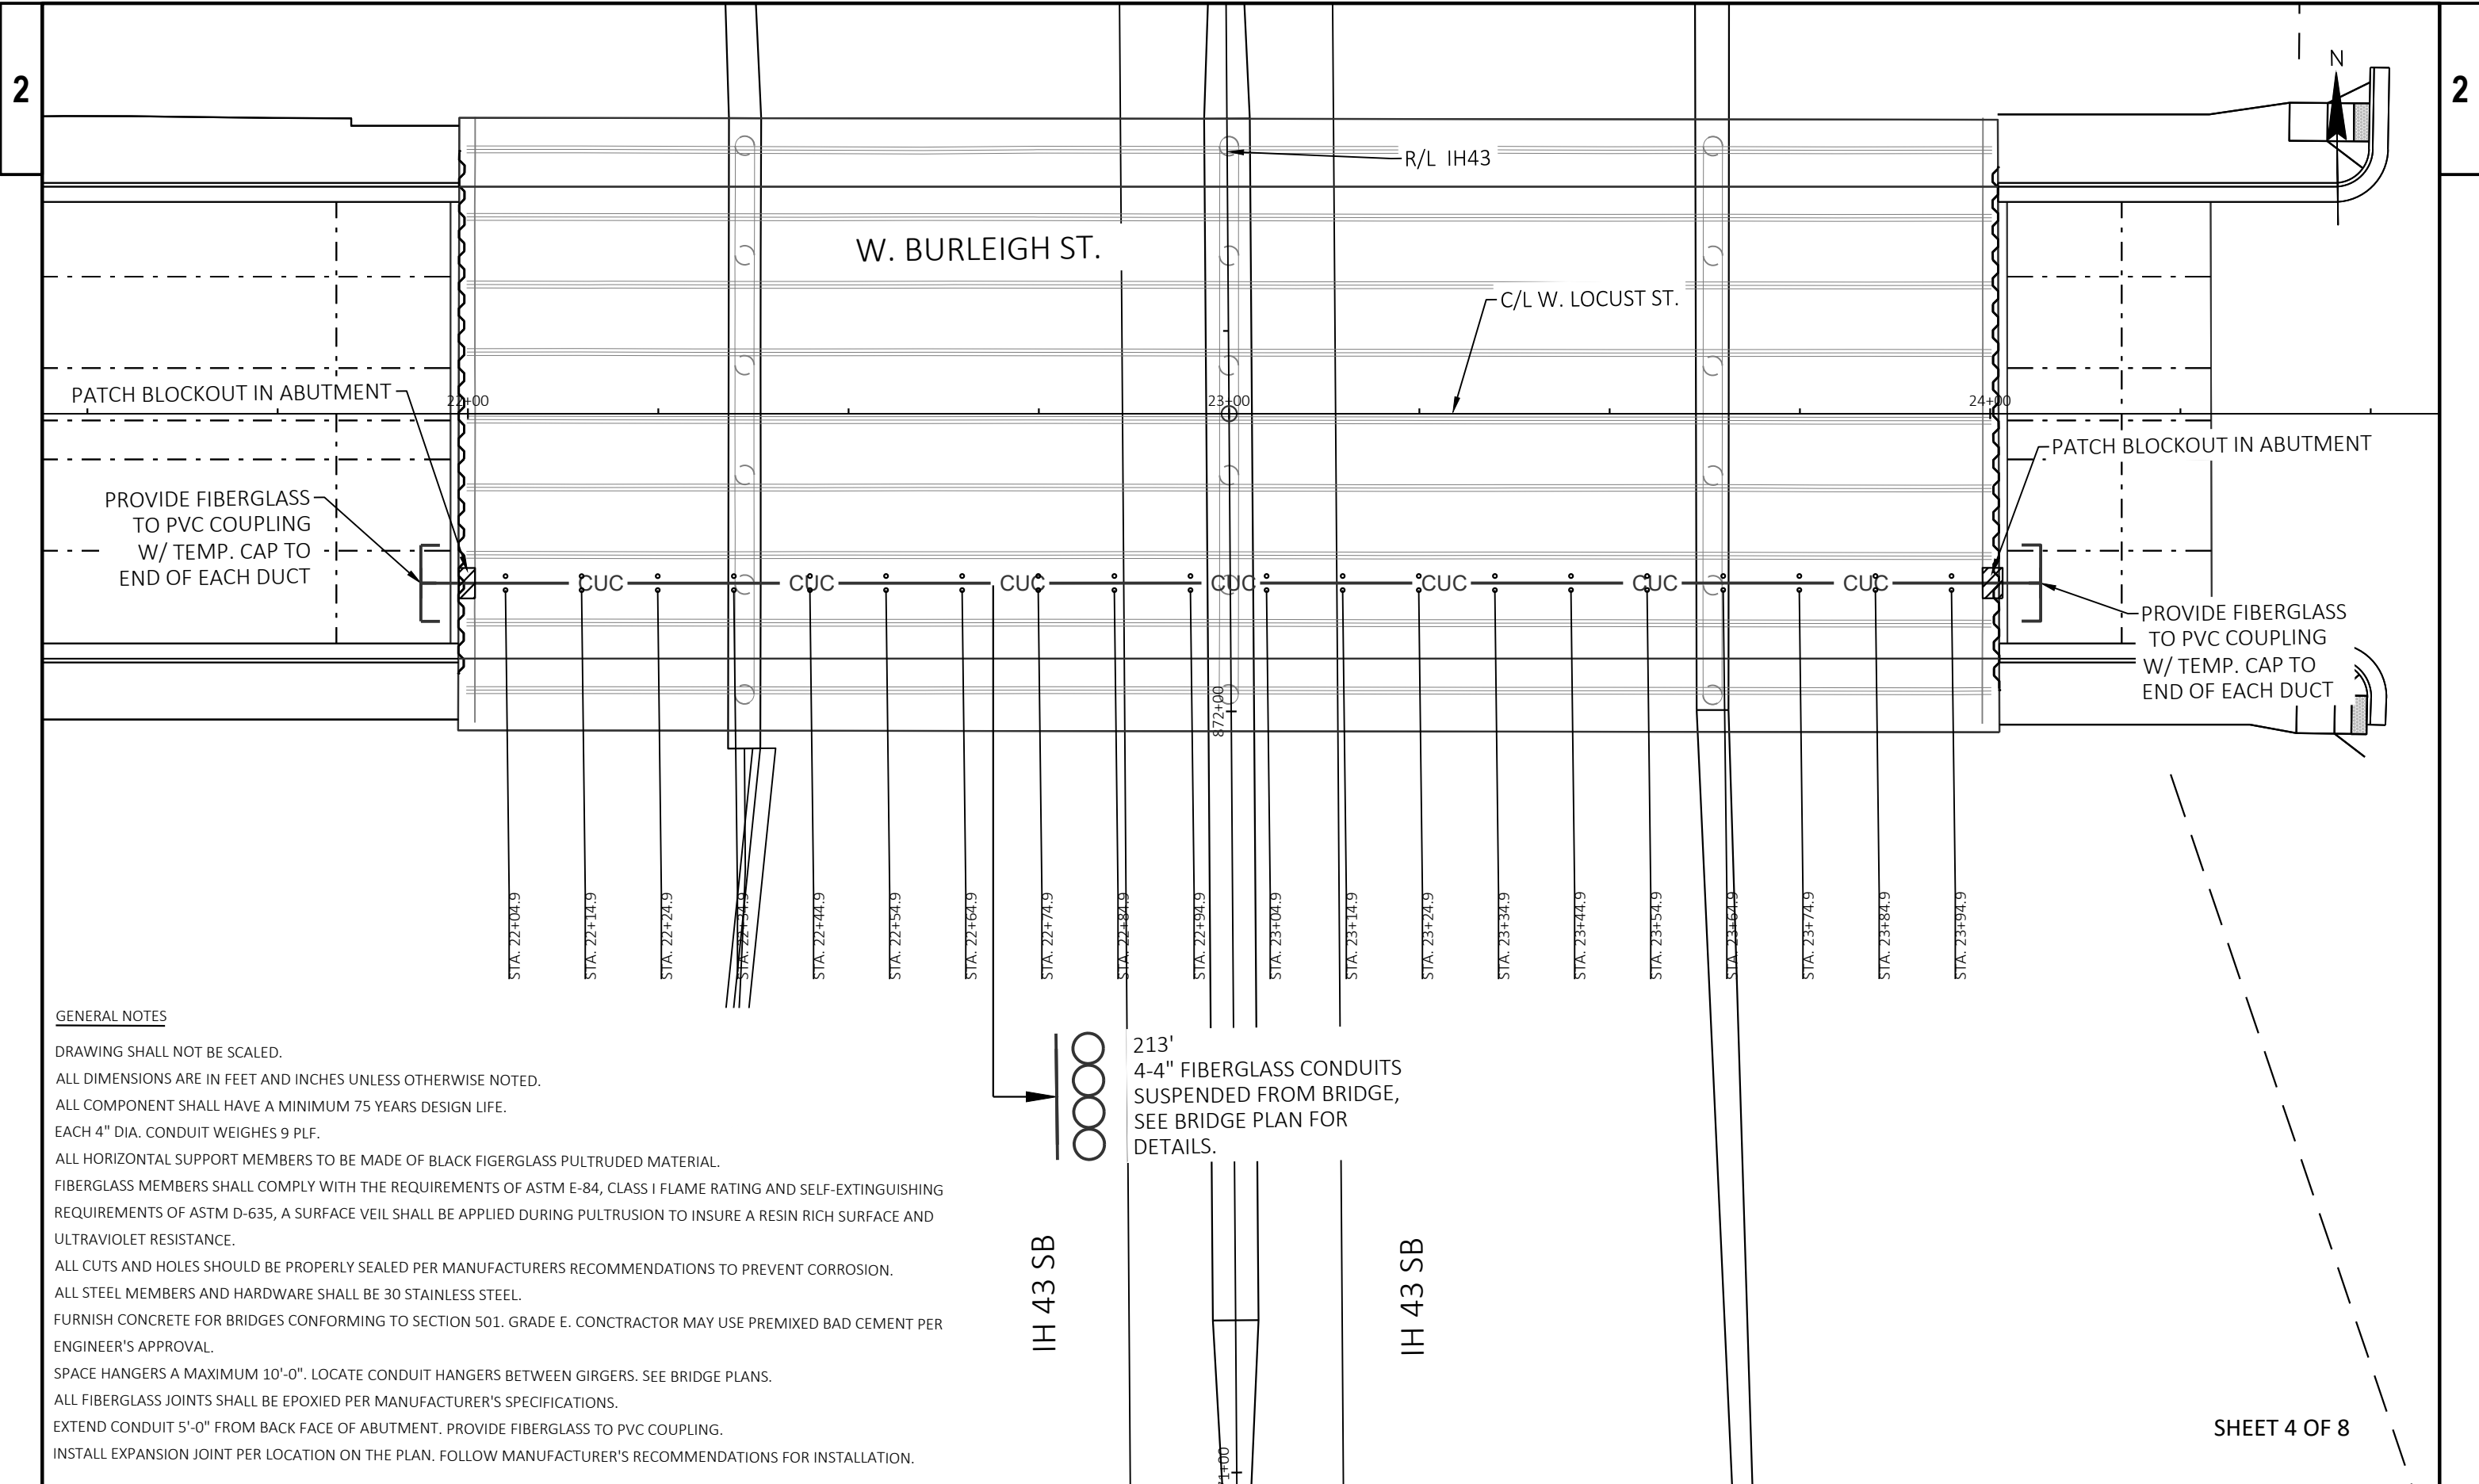 2
2
N
R/L IH43
W. BURLEIGH ST.
C/L W. LOCUST ST.
PATCH BLOCKOUT IN ABUTMENT
22+00
23+00
24+00
PATCH BLOCKOUT IN ABUTMENT
PROVIDE FIBERGLASS
TO PVC COUPLING
W/ TEMP. CAP TO
END OF EACH DUCT
CUC
CUC
CUC
CUC
CUC
CUC
CUC
PROVIDE FIBERGLASS
TO PVC COUPLING
W/ TEMP. CAP TO
END OF EACH DUCT
872+00
STA. 22+04.9
STA. 22+14.9
STA. 22+24.9
STA. 22+34.9
STA. 22+44.9
STA. 22+54.9
STA. 22+64.9
STA. 22+74.9
STA. 22+84.9
STA. 22+94.9
STA. 23+04.9
STA. 23+14.9
STA. 23+24.9
STA. 23+34.9
STA. 23+44.9
STA. 23+54.9
STA. 23+64.9
STA. 23+74.9
STA. 23+84.9
STA. 23+94.9
213'
4-4" FIBERGLASS CONDUITS
SUSPENDED FROM BRIDGE,
SEE BRIDGE PLAN FOR
DETAILS.
GENERAL NOTES
DRAWING SHALL NOT BE SCALED.
ALL DIMENSIONS ARE IN FEET AND INCHES UNLESS OTHERWISE NOTED.
ALL COMPONENT SHALL HAVE A MINIMUM 75 YEARS DESIGN LIFE.
EACH 4" DIA. CONDUIT WEIGHES 9 PLF.
ALL HORIZONTAL SUPPORT MEMBERS TO BE MADE OF BLACK FIGERGLASS PULTRUDED MATERIAL.
FIBERGLASS MEMBERS SHALL COMPLY WITH THE REQUIREMENTS OF ASTM E-84, CLASS I FLAME RATING AND SELF-EXTINGUISHING
REQUIREMENTS OF ASTM D-635, A SURFACE VEIL SHALL BE APPLIED DURING PULTRUSION TO INSURE A RESIN RICH SURFACE AND
ULTRAVIOLET RESISTANCE.
ALL CUTS AND HOLES SHOULD BE PROPERLY SEALED PER MANUFACTURERS RECOMMENDATIONS TO PREVENT CORROSION.
ALL STEEL MEMBERS AND HARDWARE SHALL BE 30 STAINLESS STEEL.
FURNISH CONCRETE FOR BRIDGES CONFORMING TO SECTION 501. GRADE E. CONCTRACTOR MAY USE PREMIXED BAD CEMENT PER
ENGINEER'S APPROVAL.
SPACE HANGERS A MAXIMUM 10'-0". LOCATE CONDUIT HANGERS BETWEEN GIRGERS. SEE BRIDGE PLANS.
ALL FIBERGLASS JOINTS SHALL BE EPOXIED PER MANUFACTURER'S SPECIFICATIONS.
EXTEND CONDUIT 5'-0" FROM BACK FACE OF ABUTMENT. PROVIDE FIBERGLASS TO PVC COUPLING.
INSTALL EXPANSION JOINT PER LOCATION ON THE PLAN. FOLLOW MANUFACTURER'S RECOMMENDATIONS FOR INSTALLATION.
IH 43 SB
IH 43 SB
1+00
SHEET 4 OF 8